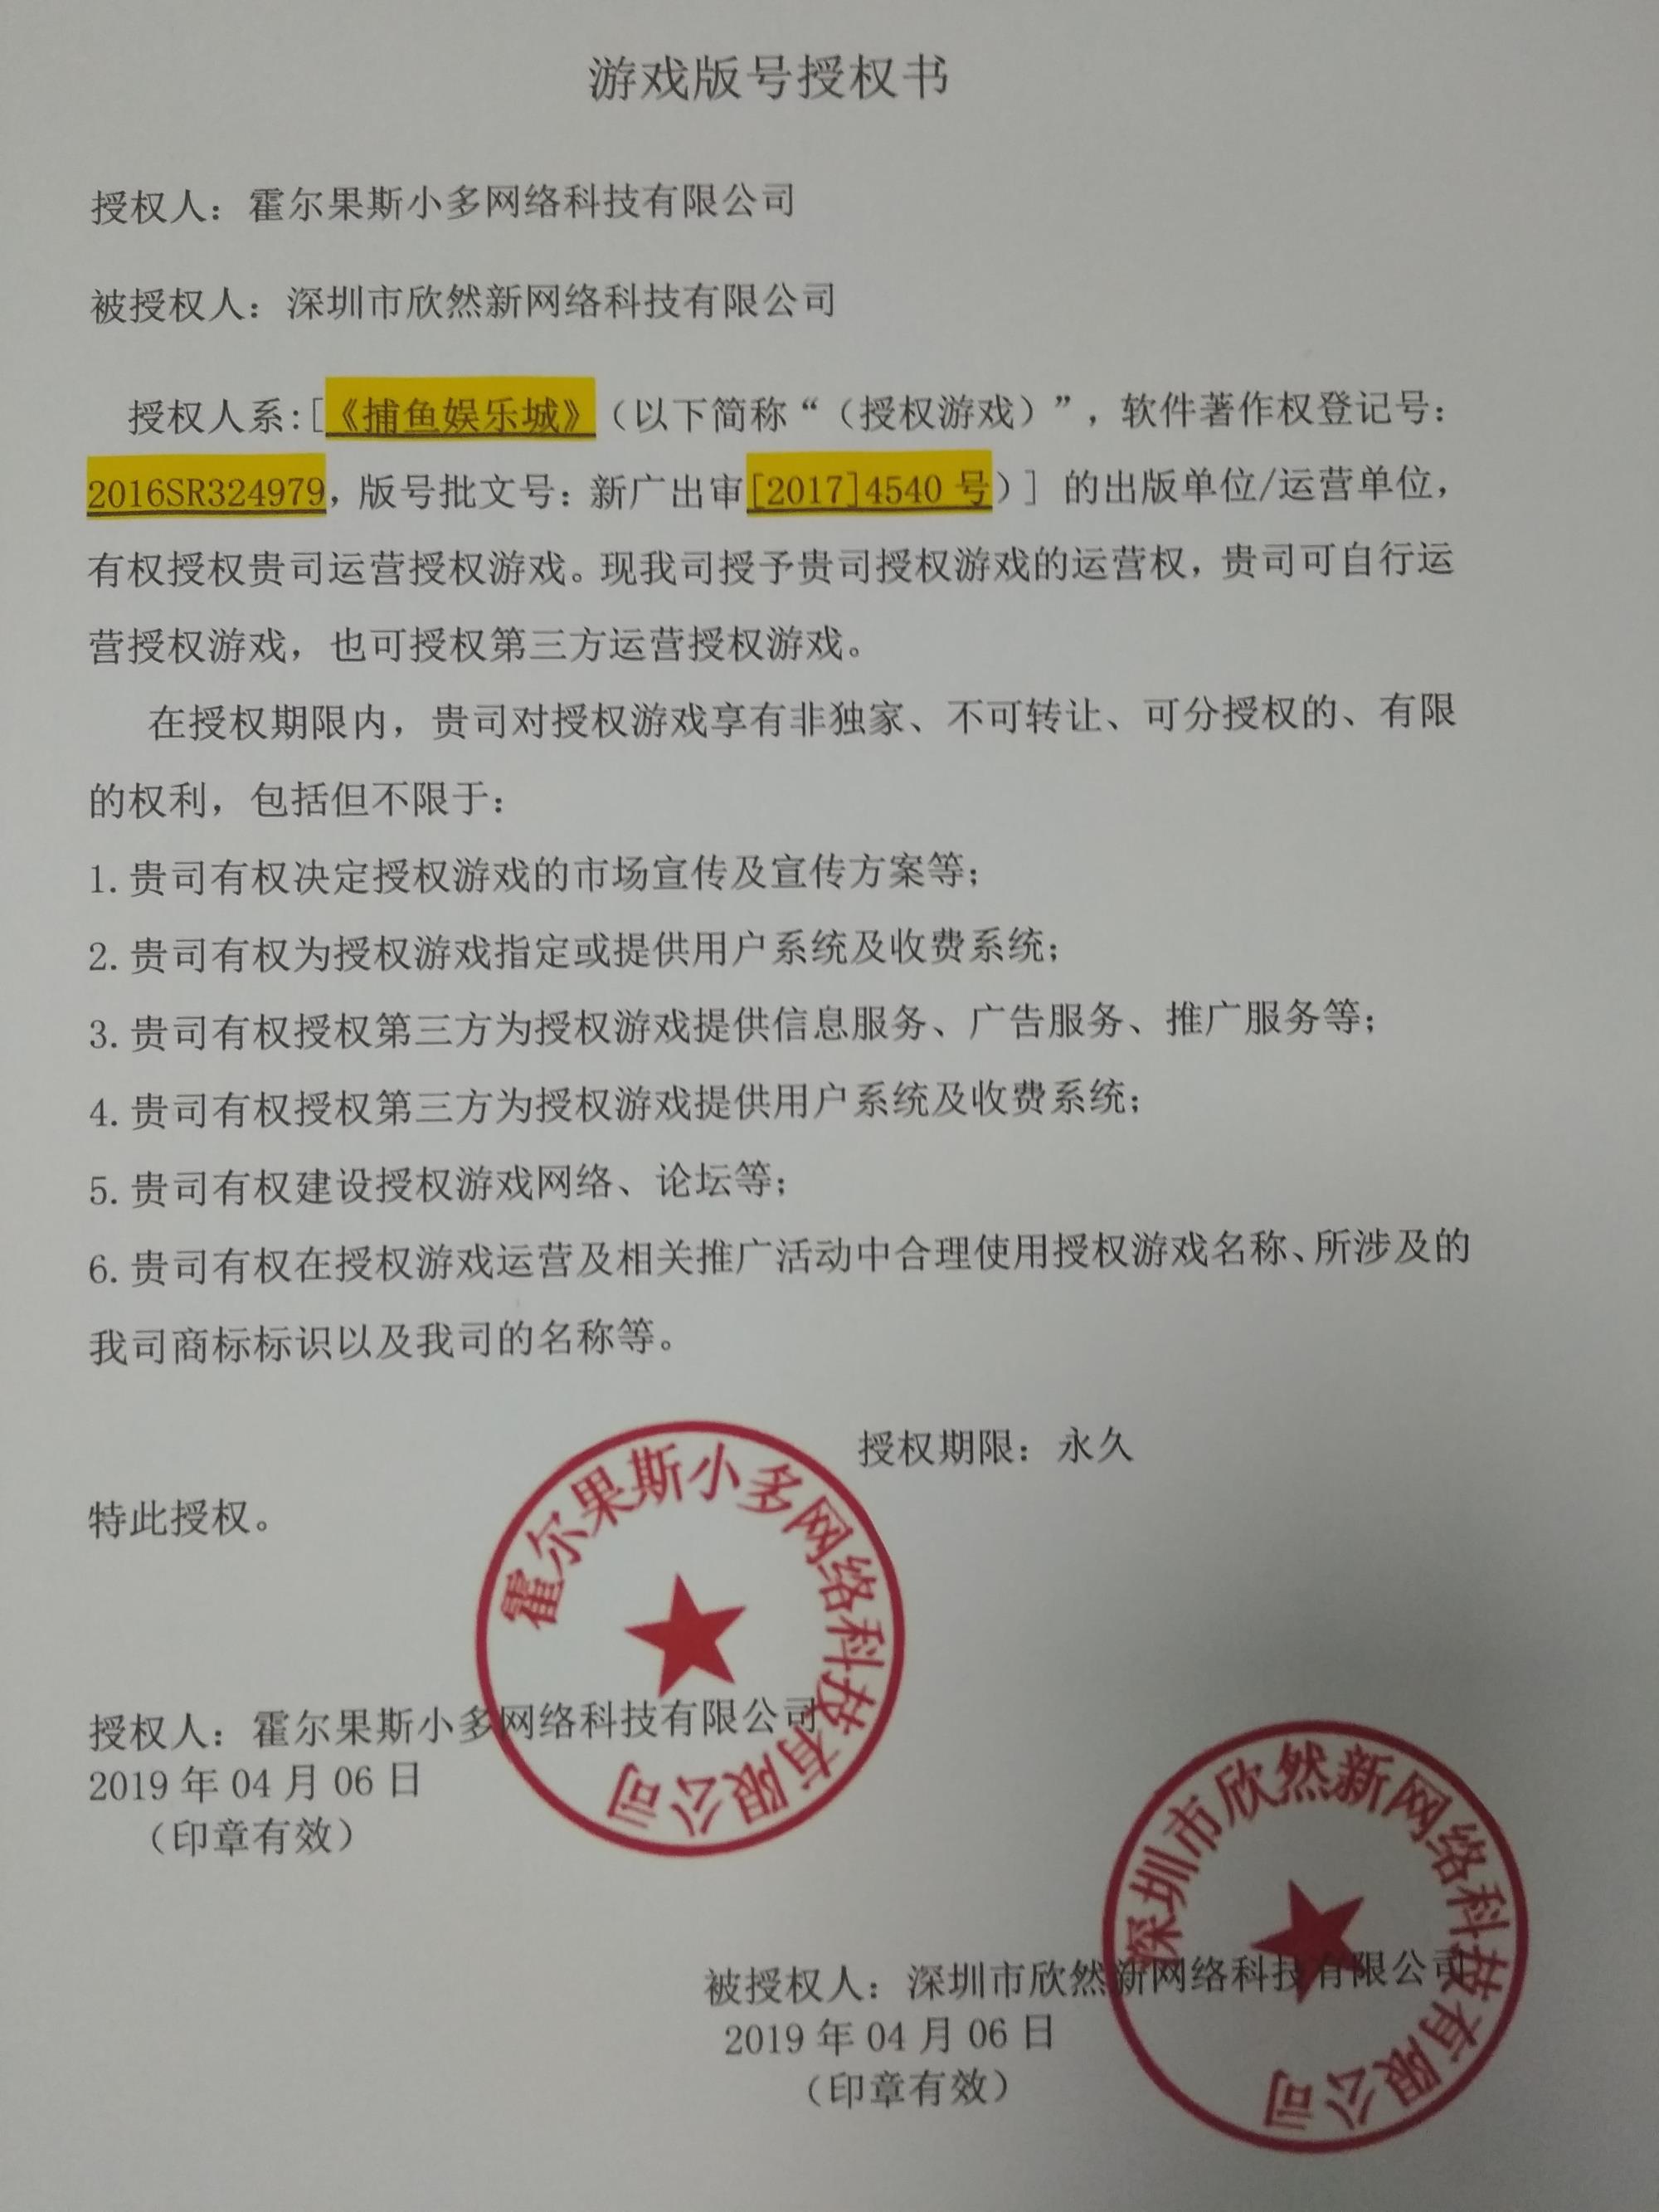 游戏版号授权书
授权人：霍尔果斯小多网络科技有限公司
被授权人：深圳市欣然新网络科技有限公司
授权人系:[《捕鱼娱乐城》（以下简称“（授权游戏）”，软件著作权登记号：
2016SR324979，版号批文号：新广出审[2017]4540 号)］的出版单位/运营单位，
有权授权贵司运营授权游戏。现我司授予贵司授权游戏的运营权，贵司可自行运
营授权游戏，也可授权第三方运营授权游戏。
在授权期限内，贵司对授权游戏享有非独家、不可转让、可分授权的、有限
的权利，包括但不限于：
1.贵司有权决定授权游戏的市场宣传及宣传方案等；
2.贵司有权为授权游戏指定或提供用户系统及收费系统；
3.贵司有权授权第三方为授权游戏提供信息服务、广告服务、推广服务等；
4.贵司有权授权第三方为授权游戏提供用户系统及收费系统；
5.贵司有权建设授权游戏网络、论坛等；
6.贵司有权在授权游戏运营及相关推广活动中合理使用授权游戏名称、所涉及的
我司商标标识以及我司的名称等。
授权期限：永久
特此授权。
霍尔果斯小多网络科技有限公司
授权人：霍尔果斯小多网络科技有限公司
2019 年 04 月 06 日
（印章有效）
深圳市欣然新网络科技有限公司
被授权人：深圳市欣然新网络科技有限公司
2019 年 04 月 06 日
（印章有效）